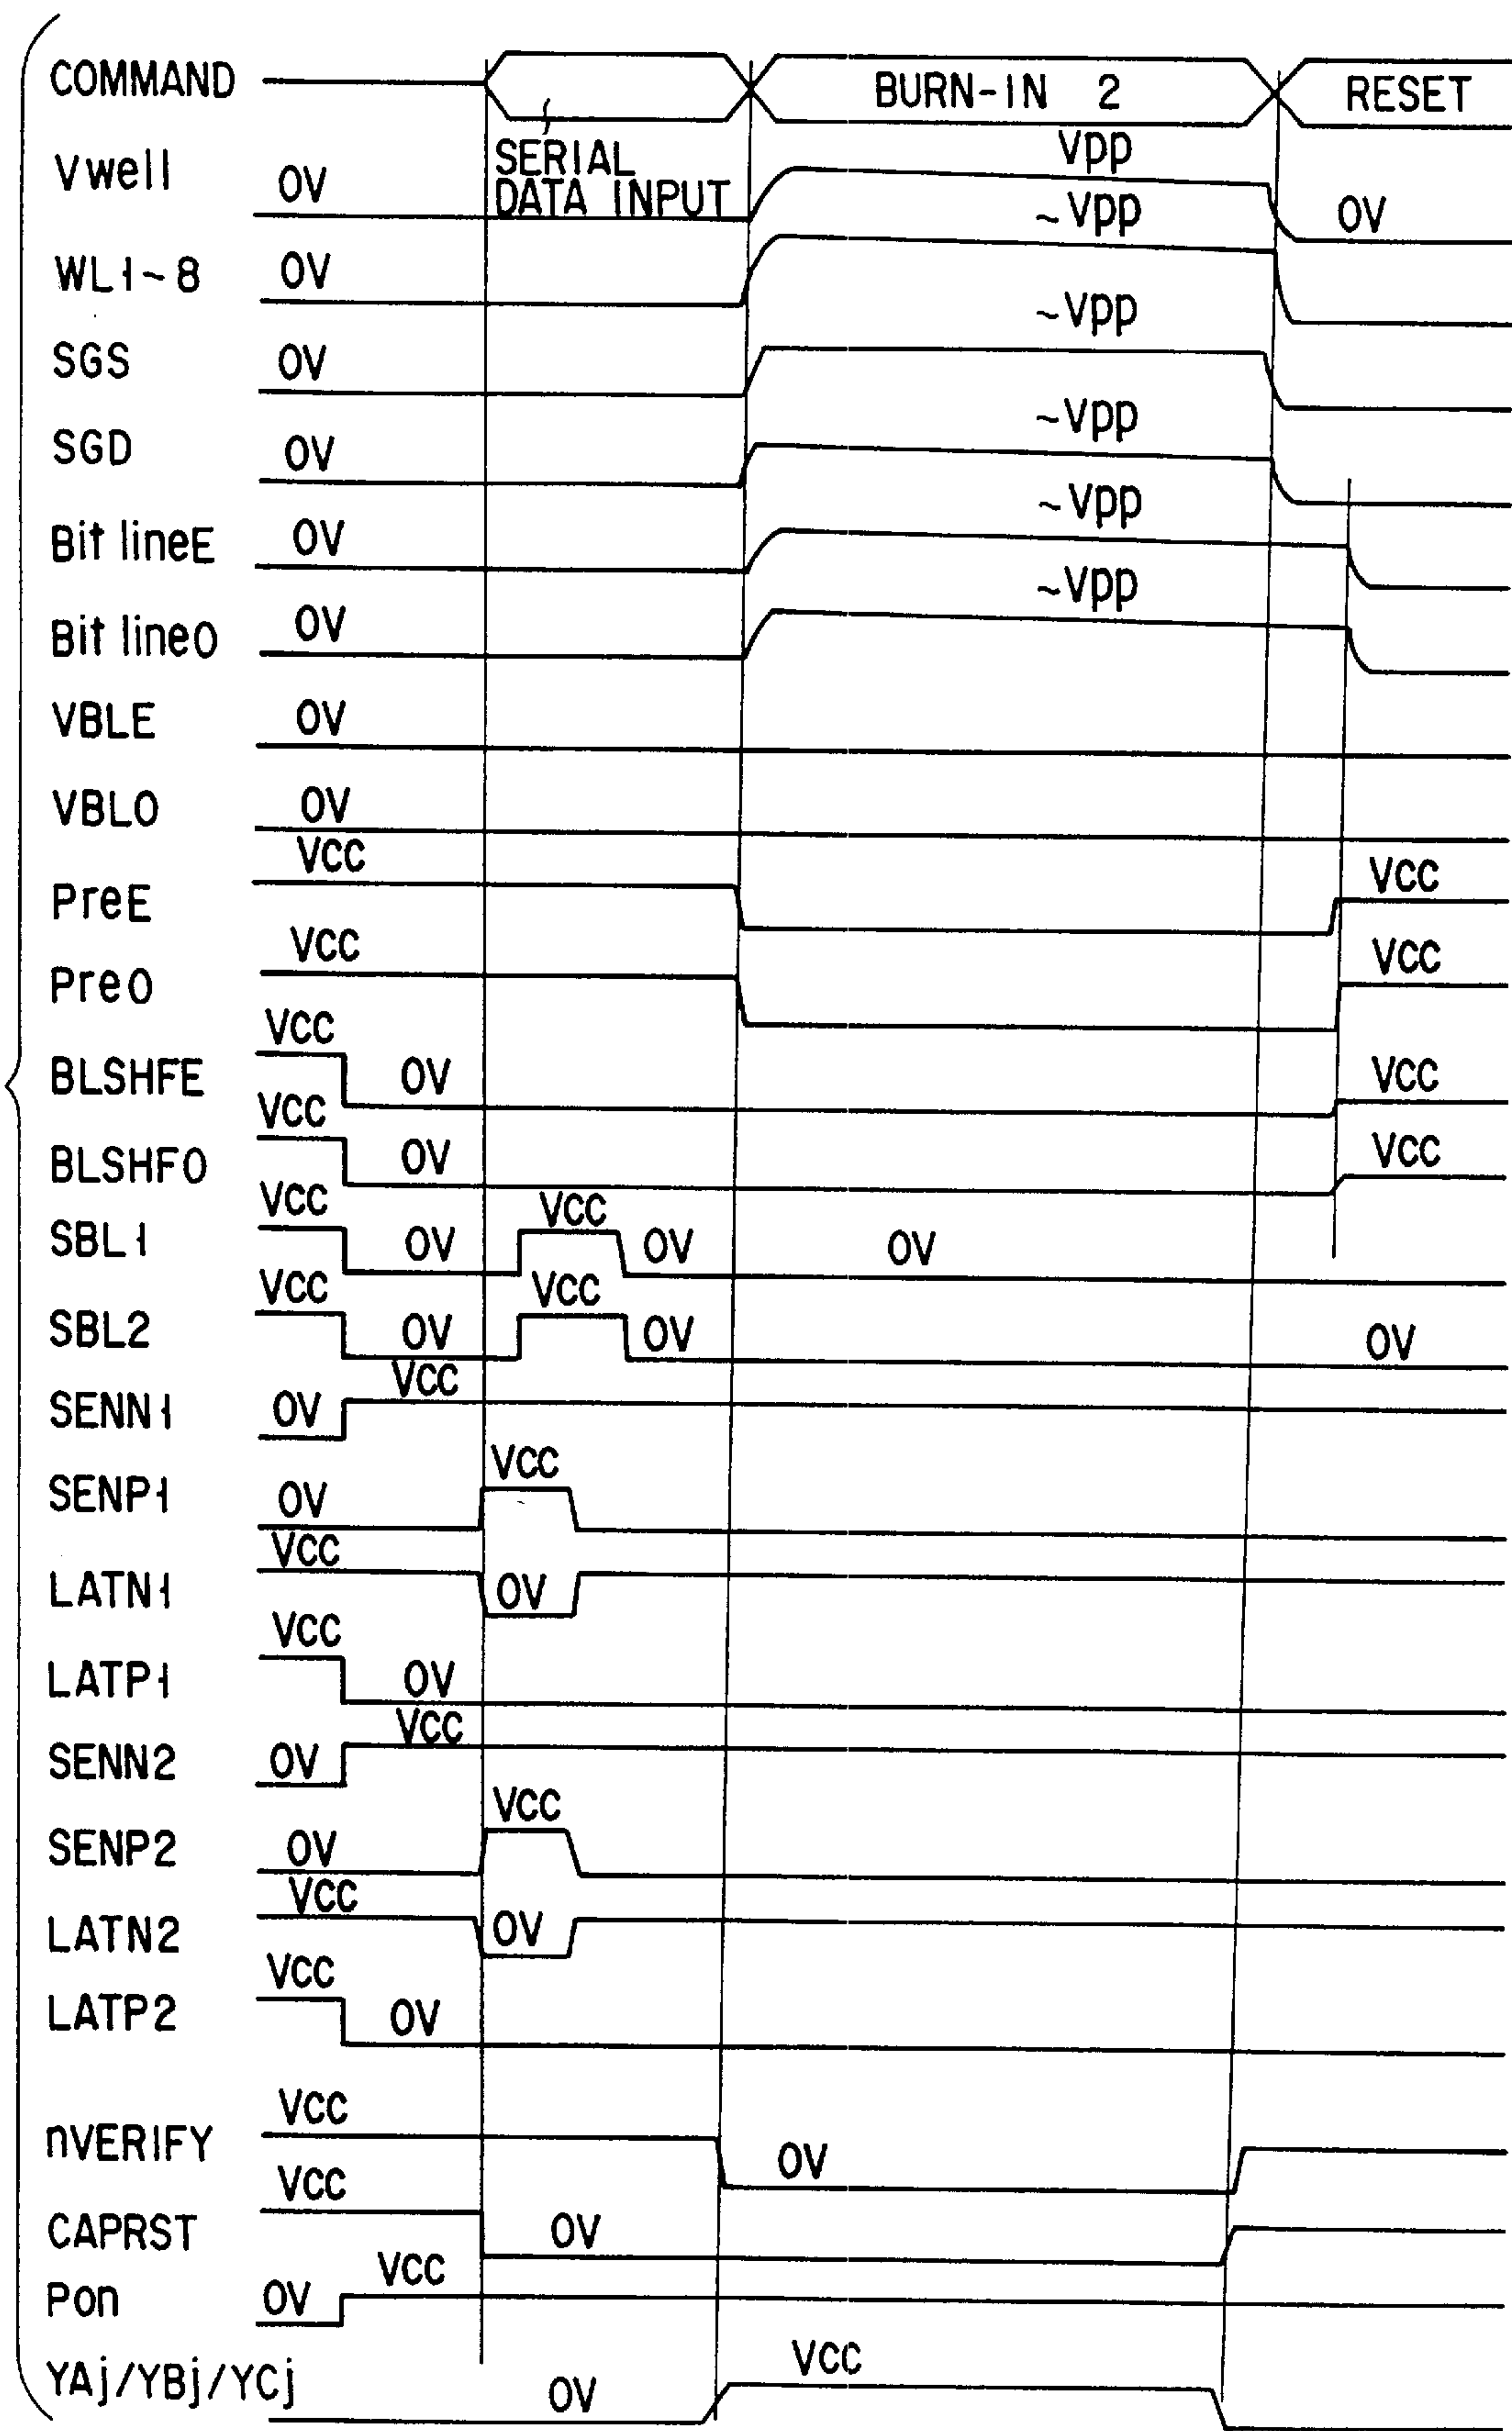 COMMAND BURN-IN 2 RESET
SERIAL
DATA INPUT
Vwell 0V Vpp 0V
WL1~8 0V ~Vpp
SGS 0V ~Vpp
SGD 0V ~Vpp
Bit lineE 0V ~Vpp
Bit lineO 0V ~Vpp
VBLE 0V
VBLO 0V
PreE VCC VCC
PreO VCC VCC
BLSHFE VCC 0V VCC
BLSHFO VCC 0V VCC
SBL1 VCC 0V VCC 0V 0V
SBL2 VCC 0V VCC 0V 0V
SENN1 0V VCC
SENP1 0V VCC
LATN1 VCC 0V
LATP1 VCC 0V
SENN2 0V VCC
SENP2 0V VCC
LATN2 VCC 0V
LATP2 VCC 0V
nVERIFY VCC 0V
CAPRST VCC 0V
Pon 0V VCC
YAj/YBj/YCj 0V VCC